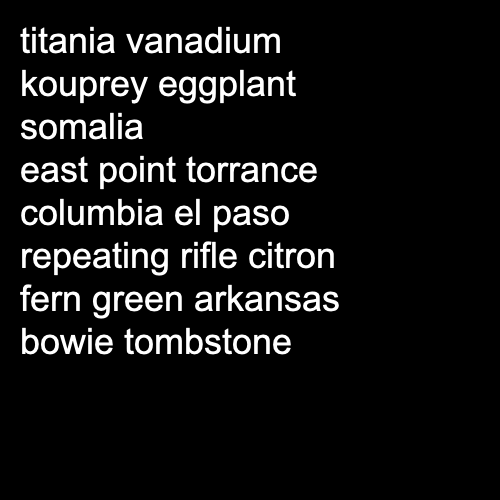 titania vanadium
kouprey eggplant
somalia
east point torrance
columbia el paso
repeating rifle citron
fern green arkansas
bowie tombstone